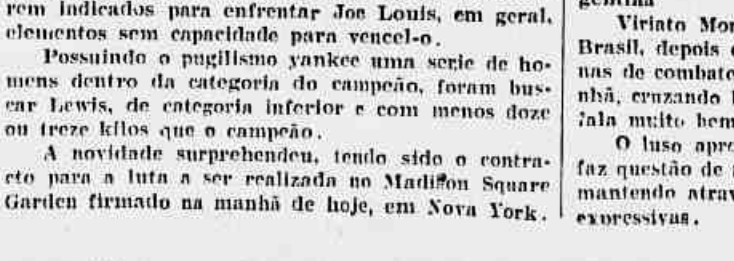 rem indicados para enfrentar Joe Louis, em geral,
elementos sem capacidade para vencel-o.
Possuindo o pugilismo yankee uma serie de ho-
mens dentro da categoria do campeão, foram bus-
car Lewis, de categoria inferior e com menos doze
ou treze kilos que o campeão.
A novidade surprehendeu, tendo sido o contra-
cto para a luta a ser realizada no Madison Square
Garden firmado na manhã de hoje, em Nova York.
Viriato
Brasil, depois
nas de
nhã, cruzando
fala muito bem
O luso
faz questão de
mantendo
expressivas.